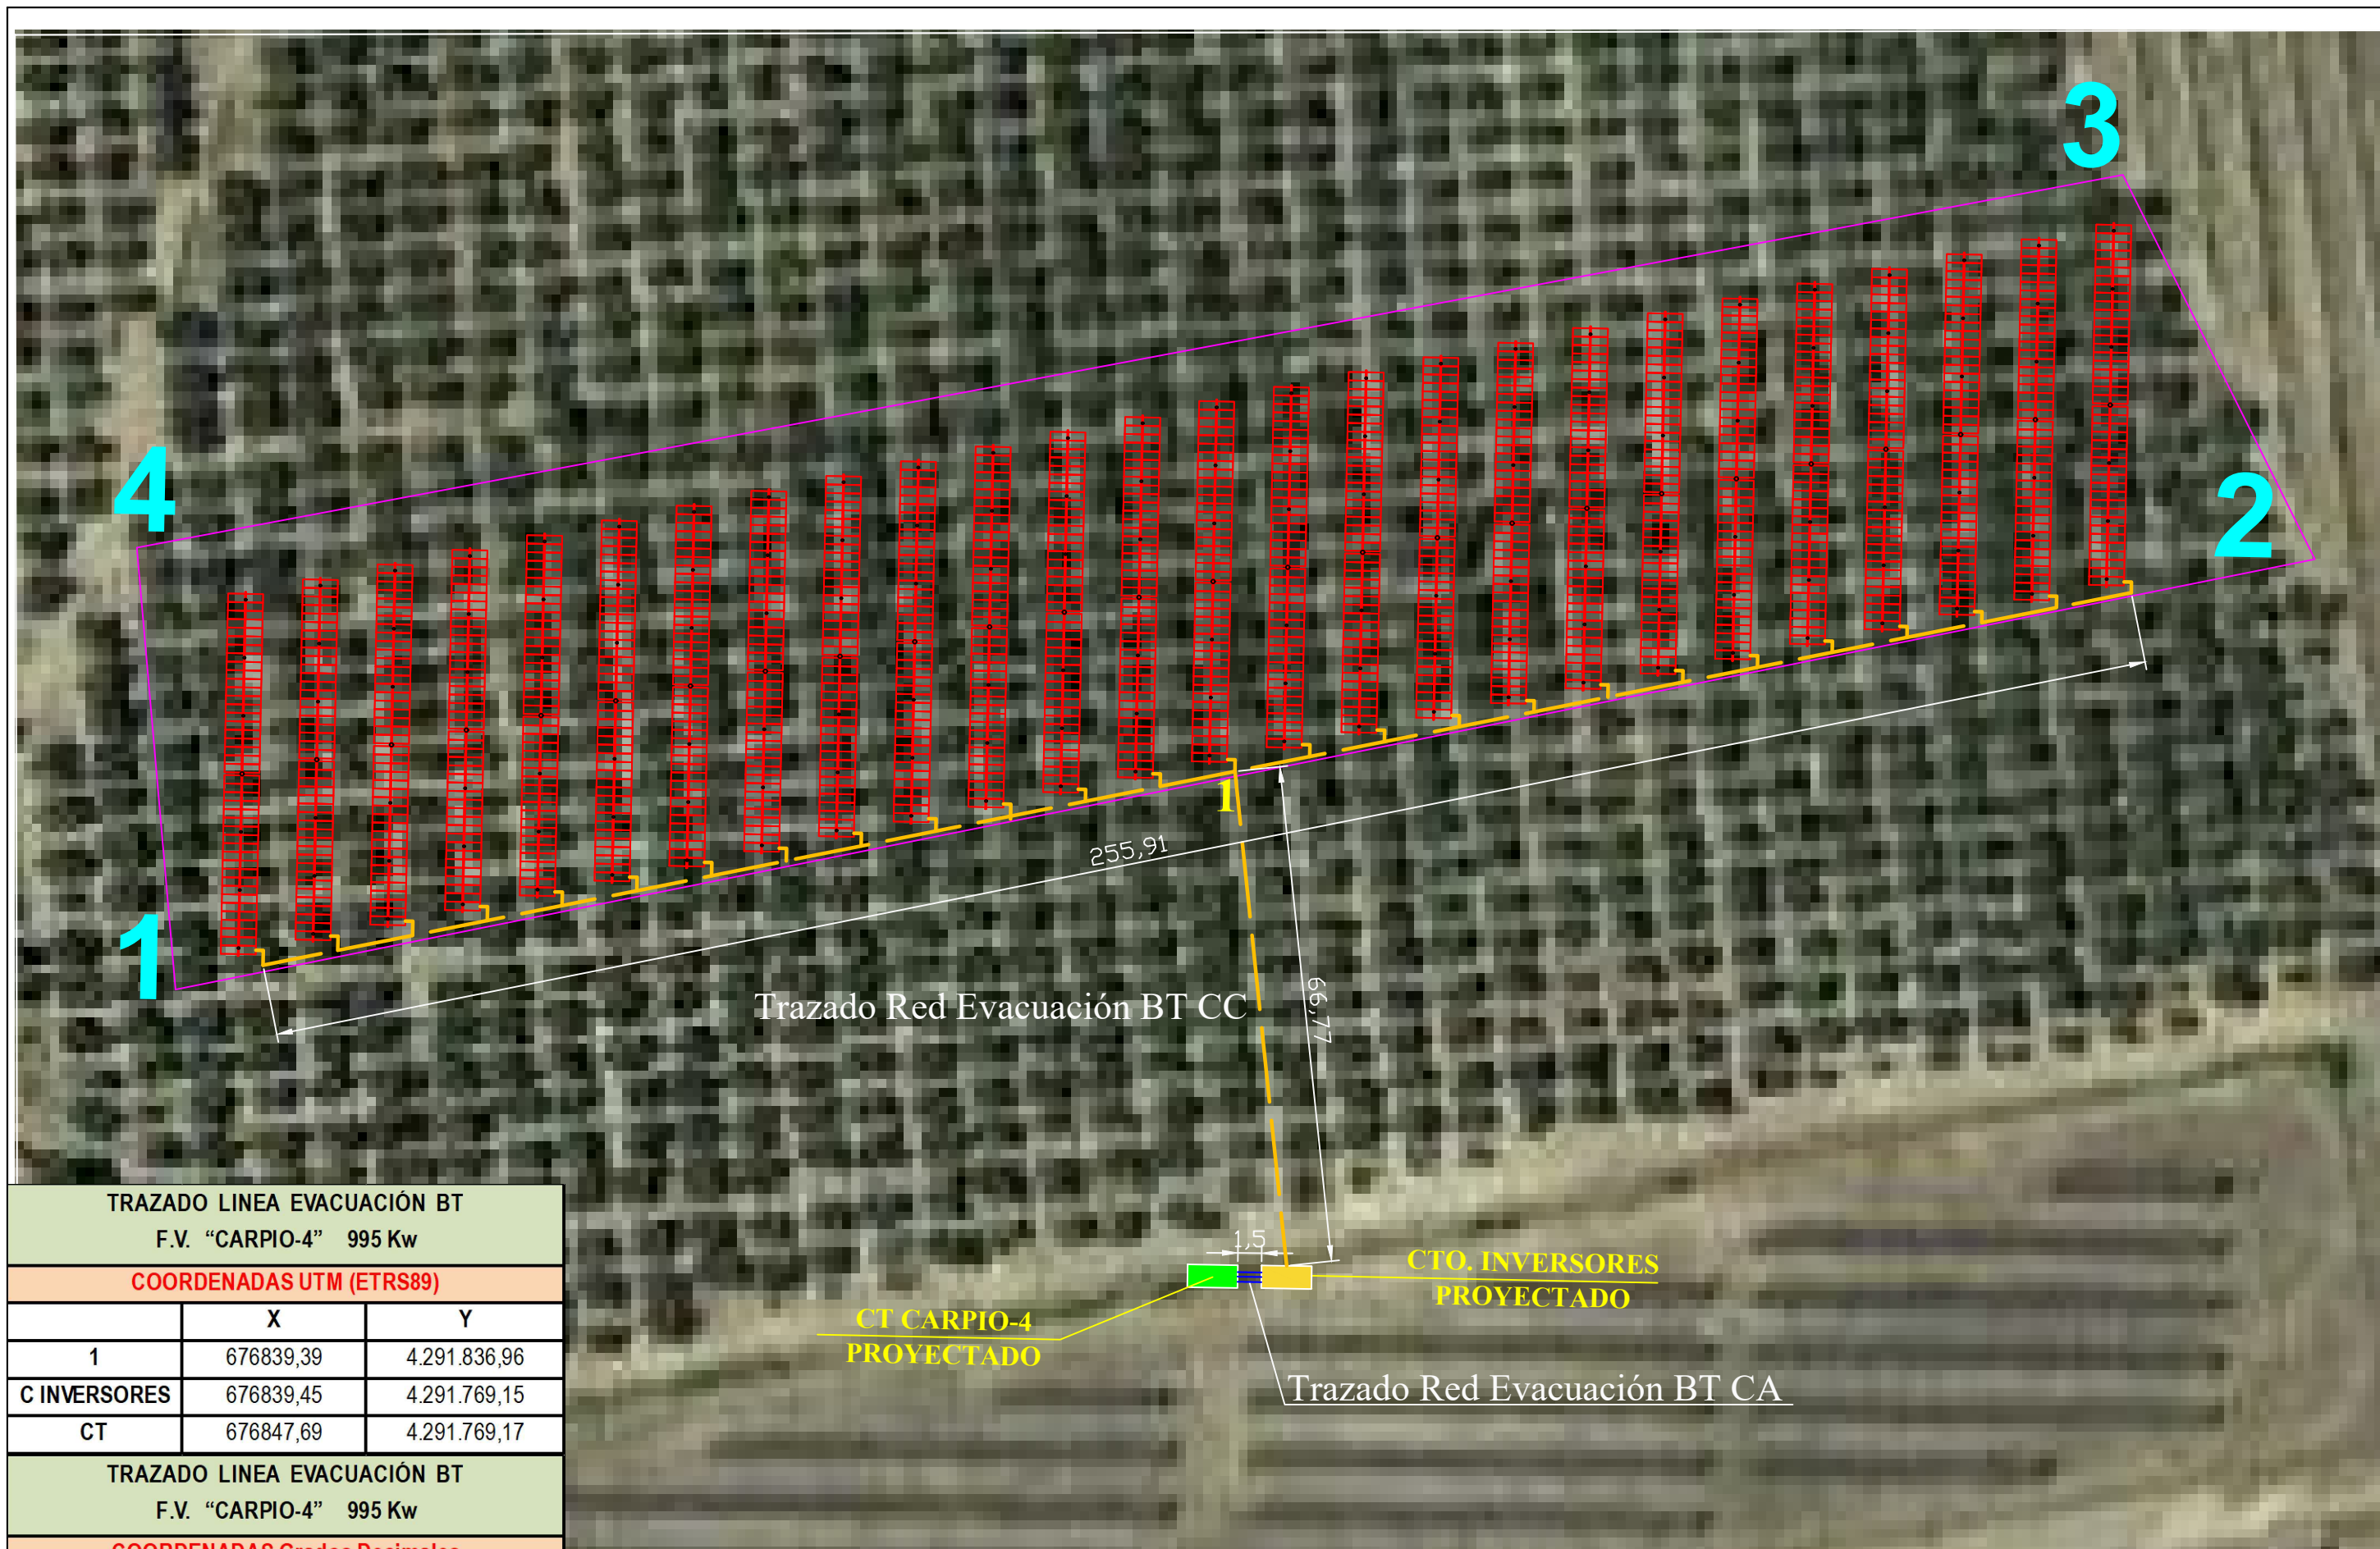 3
4
2
1
1
255,91
66,77
Trazado Red Evacuación BT CC
1,5
CTO. INVERSORES
PROYECTADO
CT CARPIO-4
PROYECTADO
Trazado Red Evacuación BT CA
TRAZADO LINEA EVACUACIÓN BT
F.V. “CARPIO-4” 995 Kw
COORDENADAS UTM (ETRS89)
X Y
1 676839,39 4.291.836,96
C INVERSORES 676839,45 4.291.769,15
CT 676847,69 4.291.769,17
TRAZADO LINEA EVACUACIÓN BT
F.V. “CARPIO-4” 995 Kw
COORDENADAS Grados Decimales